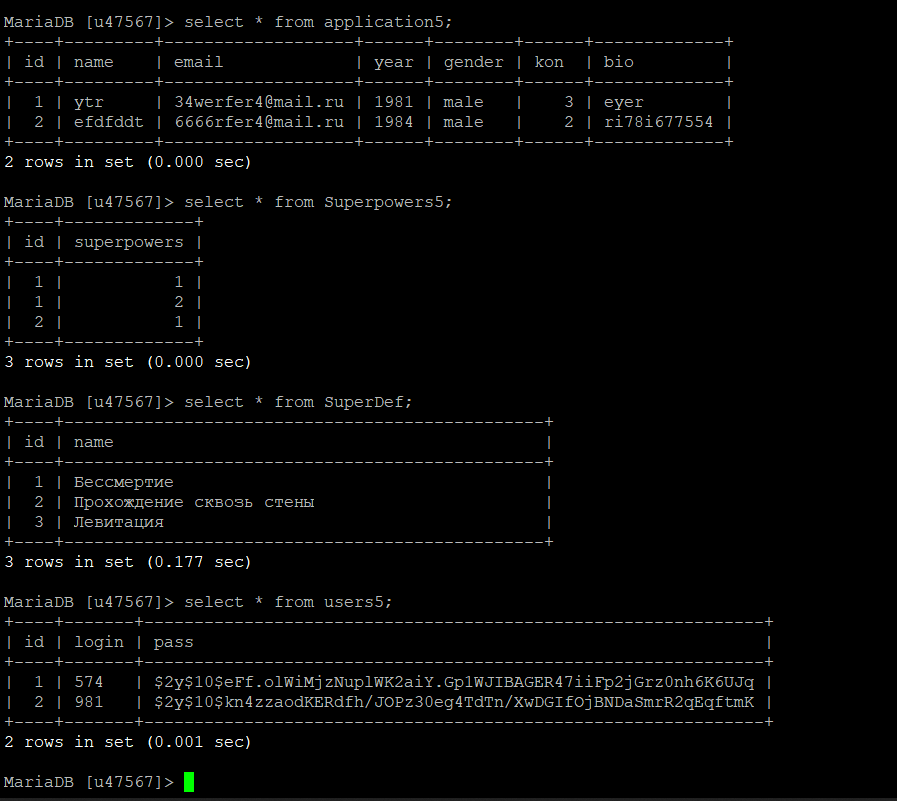 MariaDB [u47567]> select * from application5;
+----+---------+-------------------+------+--------+------+-------------+
| id | name    | email             | year | gender | kon  | bio         |
+----+---------+-------------------+------+--------+------+-------------+
|  1 | ytr     | 34werfer4@mail.ru | 1981 | male   |    3 | eyer        |
|  2 | efdfddt | 6666rfer4@mail.ru | 1984 | male   |    2 | ri78i677554 |
+----+---------+-------------------+------+--------+------+-------------+
2 rows in set (0.000 sec)
MariaDB [u47567]> select * from Superpowers5;
+----+-------------+
| id | superpowers |
+----+-------------+
|  1 |           1 |
|  1 |           2 |
|  2 |           1 |
+----+-------------+
3 rows in set (0.000 sec)
MariaDB [u47567]> select * from SuperDef;
+----+------------------------------------------------+
| id | name                                           |
+----+------------------------------------------------+
|  1 | Бессмертие                                     |
|  2 | Прохождение сквозь стены                       |
|  3 | Левитация                                      |
+----+------------------------------------------------+
3 rows in set (0.177 sec)
MariaDB [u47567]> select * from users5;
+----+-------+--------------------------------------------------------------+
| id | login | pass                                                         |
+----+-------+--------------------------------------------------------------+
|  1 | 574   | $2y$10$eFf.olWiMjzNuplWK2aiY.Gp1WJIBAGER47iiFp2jGrz0nh6K6UJq |
|  2 | 981   | $2y$10$kn4zzaodKERdfh/JOPz30eg4TdTn/XwDGIfOjBNDaSmrR2qEqftmK |
+----+-------+--------------------------------------------------------------+
2 rows in set (0.001 sec)
MariaDB [u47567]>